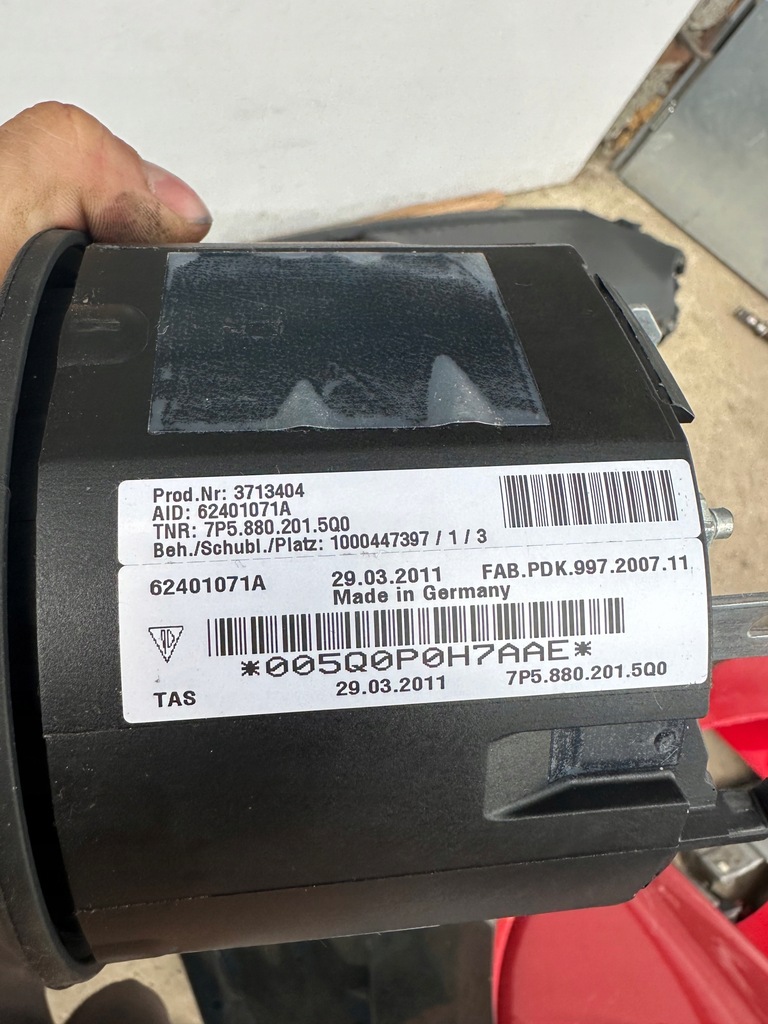 Prod.Nr: 3713404
AID: 62401071A
TNR: 7P5.880.201.5Q0
Beh./Schubl./Platz: 1000447397 / 1 / 3
62401071A 29.03.2011 FAB.PDK.997.2007.11
Made in Germany
*005Q0P0H7AAE*
TAS 29.03.2011 7P5.880.201.5Q0